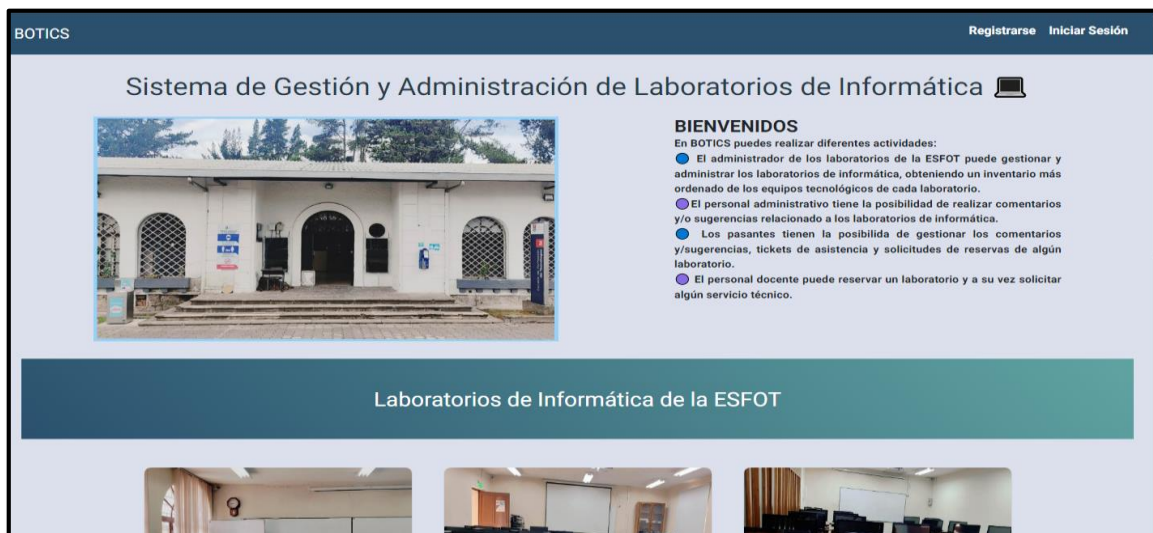 BOTICS
Registrarse Iniciar Sesión
Sistema de Gestión y Administración de Laboratorios de Informática
BIENVENIDOS
En BOTICS puedes realizar diferentes actividades:
El administrador de los laboratorios de la ESFOT puede gestionar y
administrar los laboratorios de informática, obteniendo un inventario más
ordenado de los equipos tecnológicos de cada laboratorio.
El personal administrativo tiene la posibilidad de realizar comentarios
y/o sugerencias relacionado a los laboratorios de informática.
Los pasantes tienen la posibilida de gestionar los comentarios
y/sugerencias, tickets de asistencia y solicitudes de reservas de algún
laboratorio.
El personal docente puede reservar un laboratorio y a su vez solicitar
algún servicio técnico.
Laboratorios de Informática de la ESFOT